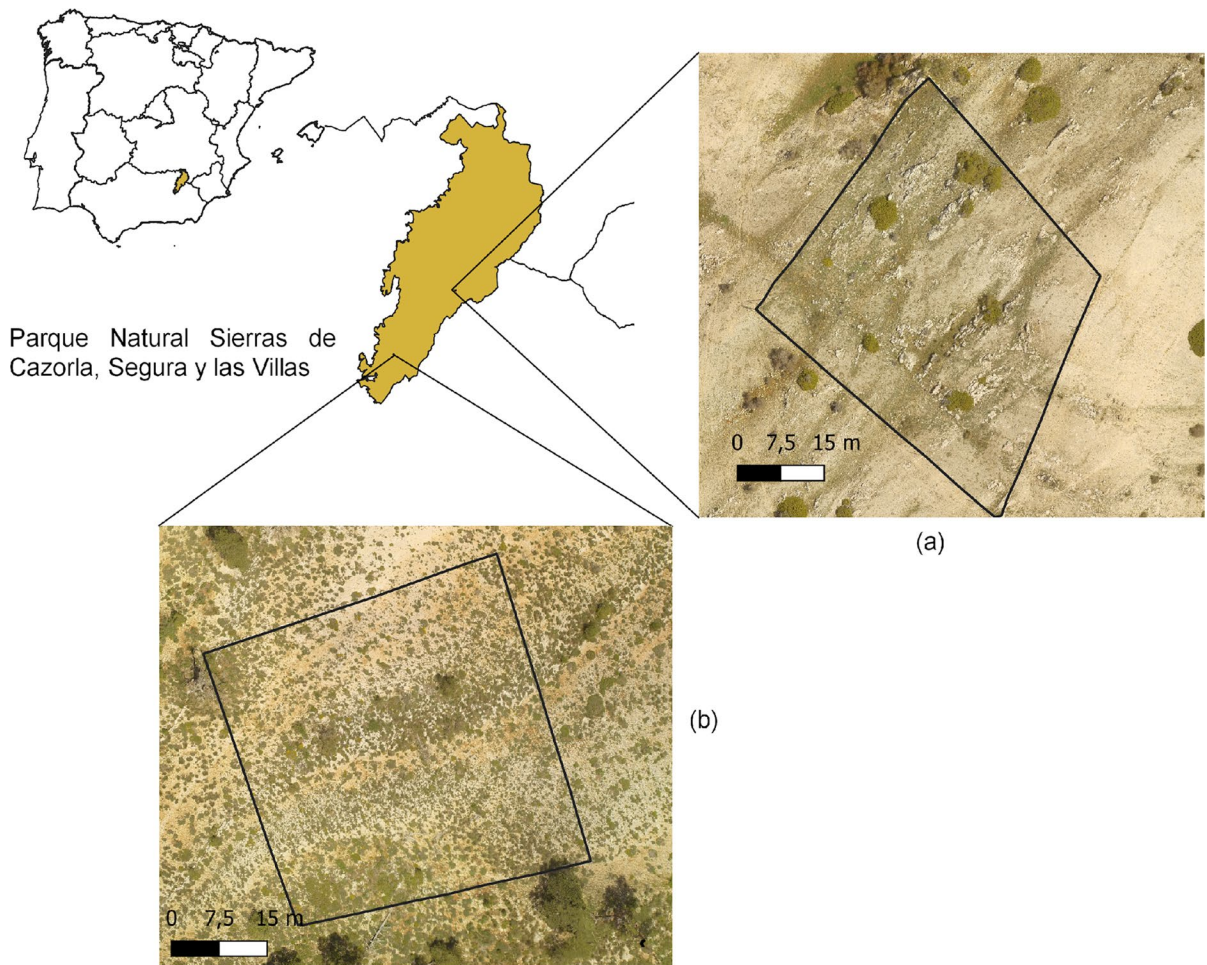 Parque Natural Sierras de
Cazorla, Segura y las Villas
0 7,5 15 m
(a)
(b)
0 7,5 15 m